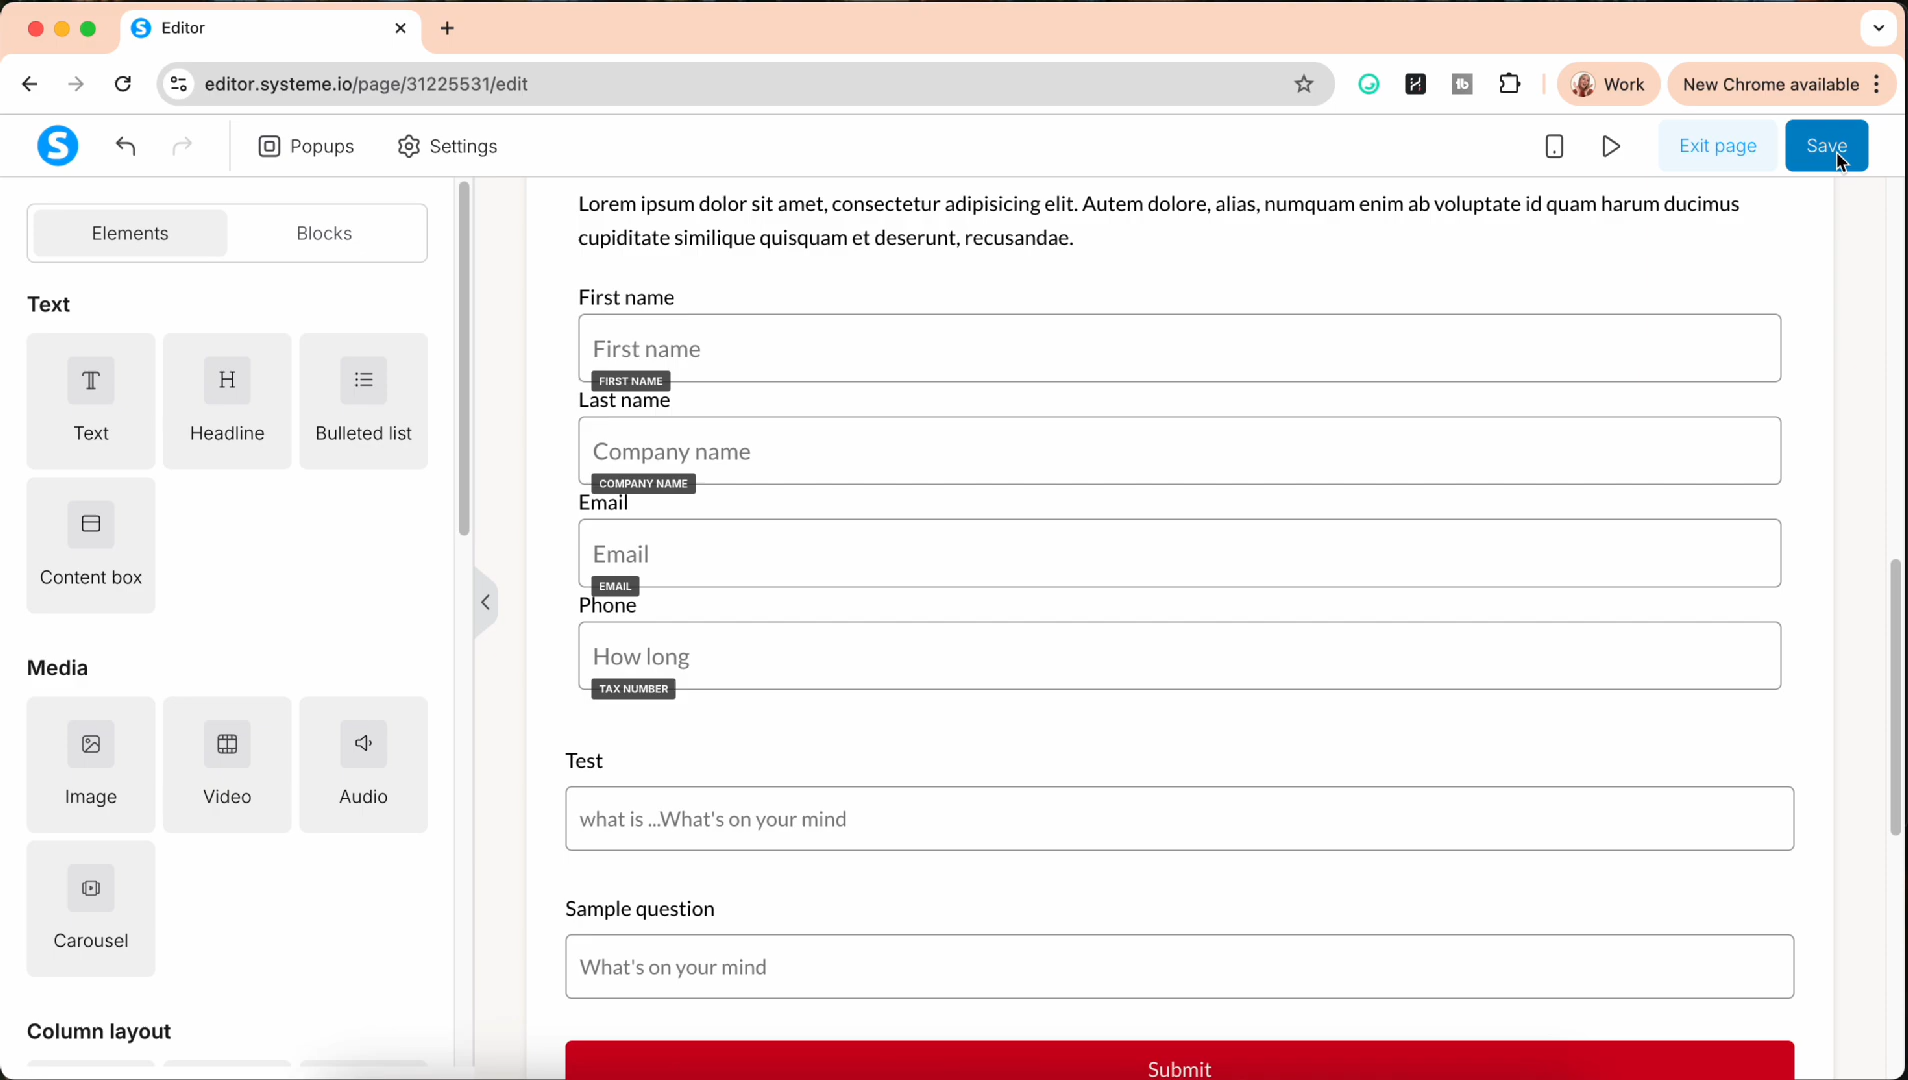 Editor
editor.systeme.io/page/31225531/edit
Work
New Chrome available
Popups
Settings
Exit page
Save
Elements
Blocks
Text
Text
Headline
Bulleted list
Content box
Media
Image
Video
Audio
Carousel
Column layout
Lorem ipsum dolor sit amet, consectetur adipisicing elit. Autem dolore, alias, numquam enim ab voluptate id quam harum ducimus
cupiditate similique quisquam et deserunt, recusandae.
First name
First name
FIRST NAME
Last name
Company name
COMPANY NAME
Email
Email
EMAIL
Phone
How long
TAX NUMBER
Test
what is ...What's on your mind
Sample question
What's on your mind
Submit